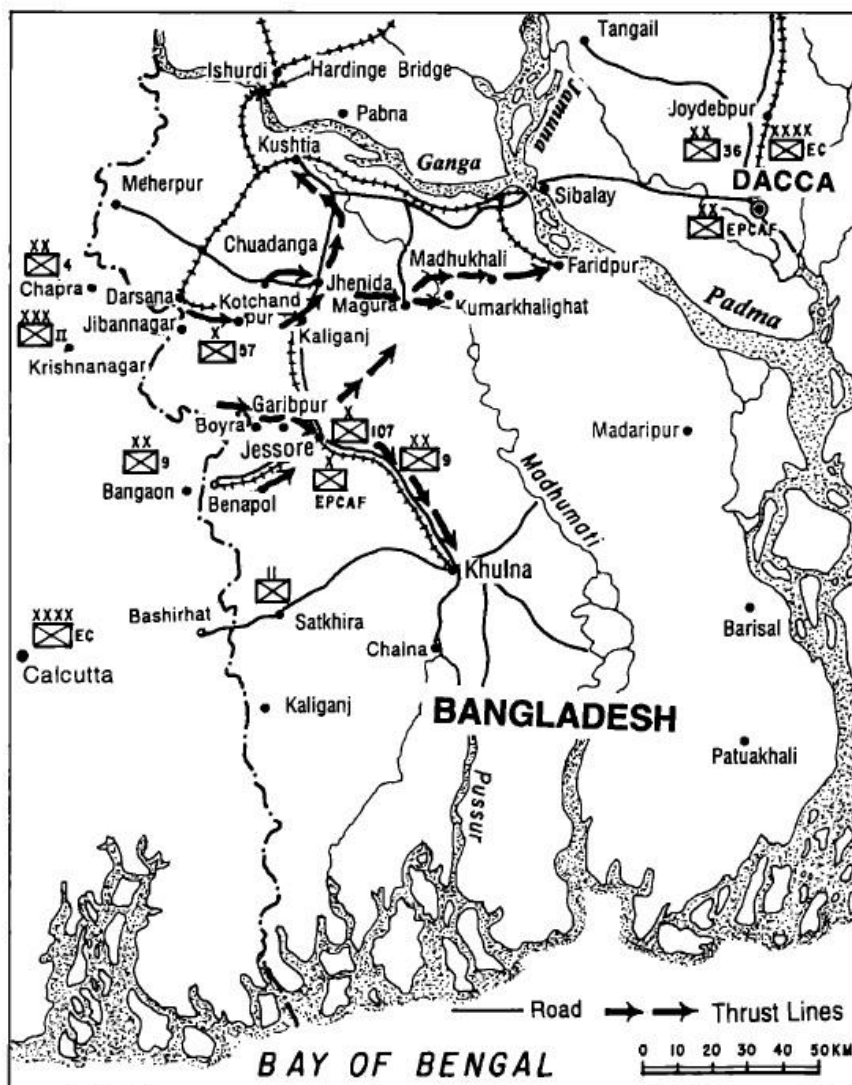 Tangail
Ishurdi
Hardinge Bridge
Jamuna
Joydebpur
Pabna
XX
36
XXXX
EC
Kushtia
Ganga
DACCA
Meherpur
Sibalay
XX
EPCAF
Chuadanga
Madhukhali
XX
4
Faridpur
Chapra
Darsana
Jhenida
Kotchand
pur
Magura
Kumarkhalighat
Padma
Jibannagar
XXX
II
X
57
Kaliganj
Krishnanagar
Garibpur
X
107
Boyra
Madaripur
Jessore
XX
9
XX
9
X
EPCAF
Bangaon
Benapol
Madhumati
Khulna
II
Bashirhat
Satkhira
Barisal
XXXX
EC
Chalna
Calcutta
Kaliganj
BANGLADESH
Patuakhali
Pussur
Road
Thrust Lines
BAY OF BENGAL
0 10 20 30 40 50 KM